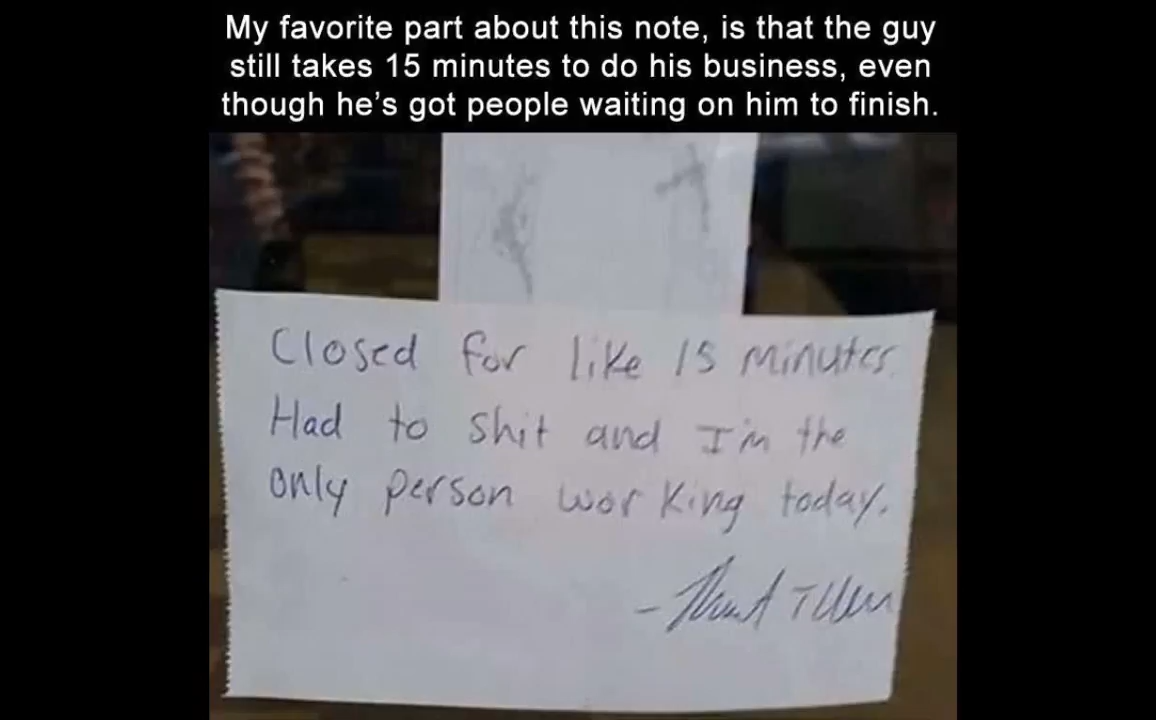 My favorite part about this note, is that the guy
still takes 15 minutes to do his business, even
though he's got people waiting on him to finish.
Closed for like 15 minutes.
Had to shit and I'm the
only person working today.